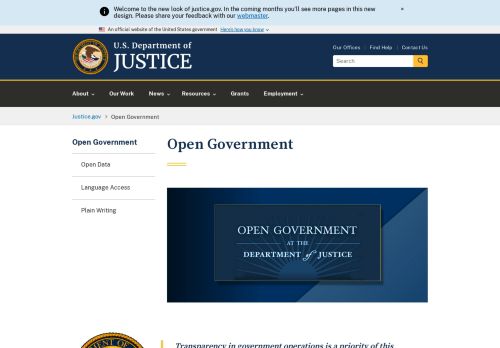 Welcome to the new look of justice.gov. In the coming months you'll see more pages in this new
design. Please share your feedback with our webmaster.
×
An official website of the United States government Here's how you know
U.S. Department of
JUSTICE
Our Offices | Find Help | Contact Us
Search
About
Our Work
News
Resources
Grants
Employment
Justice.gov
Open Government
Open Government
Open Data
Language Access
Plain Writing
Open Government
OPEN GOVERNMENT
AT THE
DEPARTMENT of JUSTICE
Transparency in government operations is a priority of this